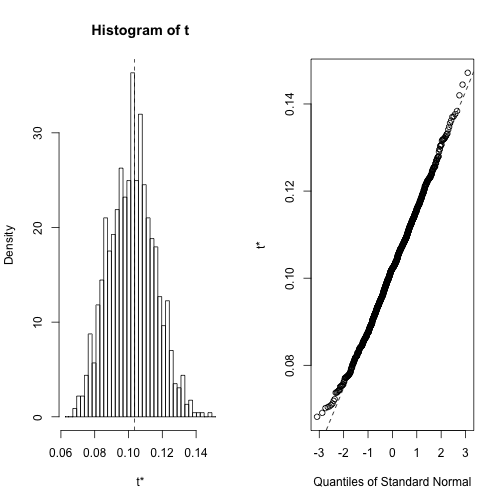 Histogram of t
Density
0
10
20
30
0.06 0.08 0.10 0.12 0.14
t*
t*
0.08
0.10
0.12
0.14
-3 -2 -1 0 1 2 3
Quantiles of Standard Normal